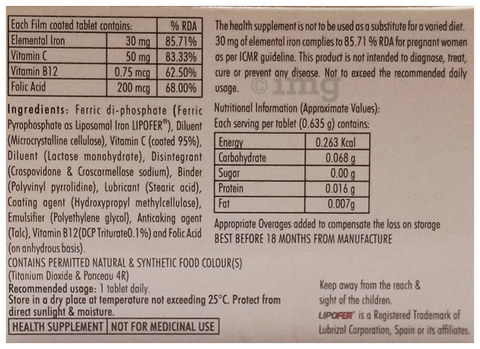 Each Film coated tablet contains: % RDA
Elemental Iron 30 mg 85.71%
Vitamin C 50 mg 83.33%
Vitamin B12 0.75 mcg 62.50%
Folic Acid 200 mcg 68.00%
Ingredients: Ferric di-phosphate (Ferric
Pyrophosphate as Liposomal Iron LIPOFER®), Diluent
(Microcrystalline cellulose), Vitamin C (coated 95%),
Diluent (Lactose monohydrate), Disintegrant
(Crospovidone & Croscarmellose sodium), Binder
(Polyvinyl pyrrolidine), Lubricant (Stearic acid),
Coating agent (Hydroxypropyl methylcellulose),
Emulsifier (Polyethylene glycol), Anticaking agent
(Talc), Vitamin B12(DCP Triturate0.1%) and Folic Acid
(on anhydrous basis).
CONTAINS PERMITTED NATURAL & SYNTHETIC FOOD COLOUR(S)
(Titanium Dioxide & Ponceau 4R)
Recommended usage: 1 tablet daily.
Store in a dry place at temperature not exceeding 25°C. Protect from
direct sunlight & moisture.
HEALTH SUPPLEMENT NOT FOR MEDICINAL USE
The health supplement is not to be used as a substitute for a varied diet.
30 mg of elemental iron complies to 85.71 % RDA for pregnant women
as per ICMR guideline. This product is not intended to diagnose, treat,
cure or prevent any disease. Not to exceed the recommended daily
usage.
©img
Nutritional Information (Approximate Values):
Each serving per tablet (0.635 g) contains:
Energy 0.263 Kcal
Carbohydrate 0.068 g
Sugar 0.00 g
Protein 0.016 g
Fat 0.007g
Appropriate Overages added to compensate the loss on storage
BEST BEFORE 18 MONTHS FROM MANUFACTURE
Keep away from the reach &
sight of the children.
LIPOFER® is a Registered Trademark of
Lubrizol Corporation, Spain or its affiliates.